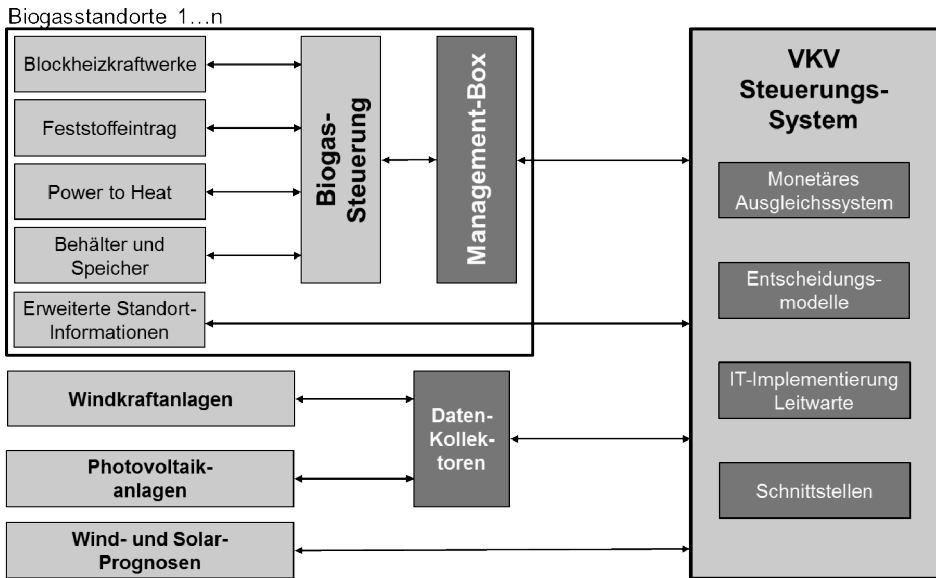 Biogasstandorte 1...n
Blockheizkraftwerke
Feststoffeintrag
Power to Heat
Behälter und
Speicher
Erweiterte Standort-
Informationen
Biogas-
Steuerung
Management-Box
Windkraftanlagen
Photovoltaik-
anlagen
Wind- und Solar-
Prognosen
Daten-
Kollek-
toren
VKV
Steuerungs-
System
Monetäres
Ausgleichssystem
Entscheidungs-
modelle
IT-Implementierung
Leitwarte
Schnittstellen